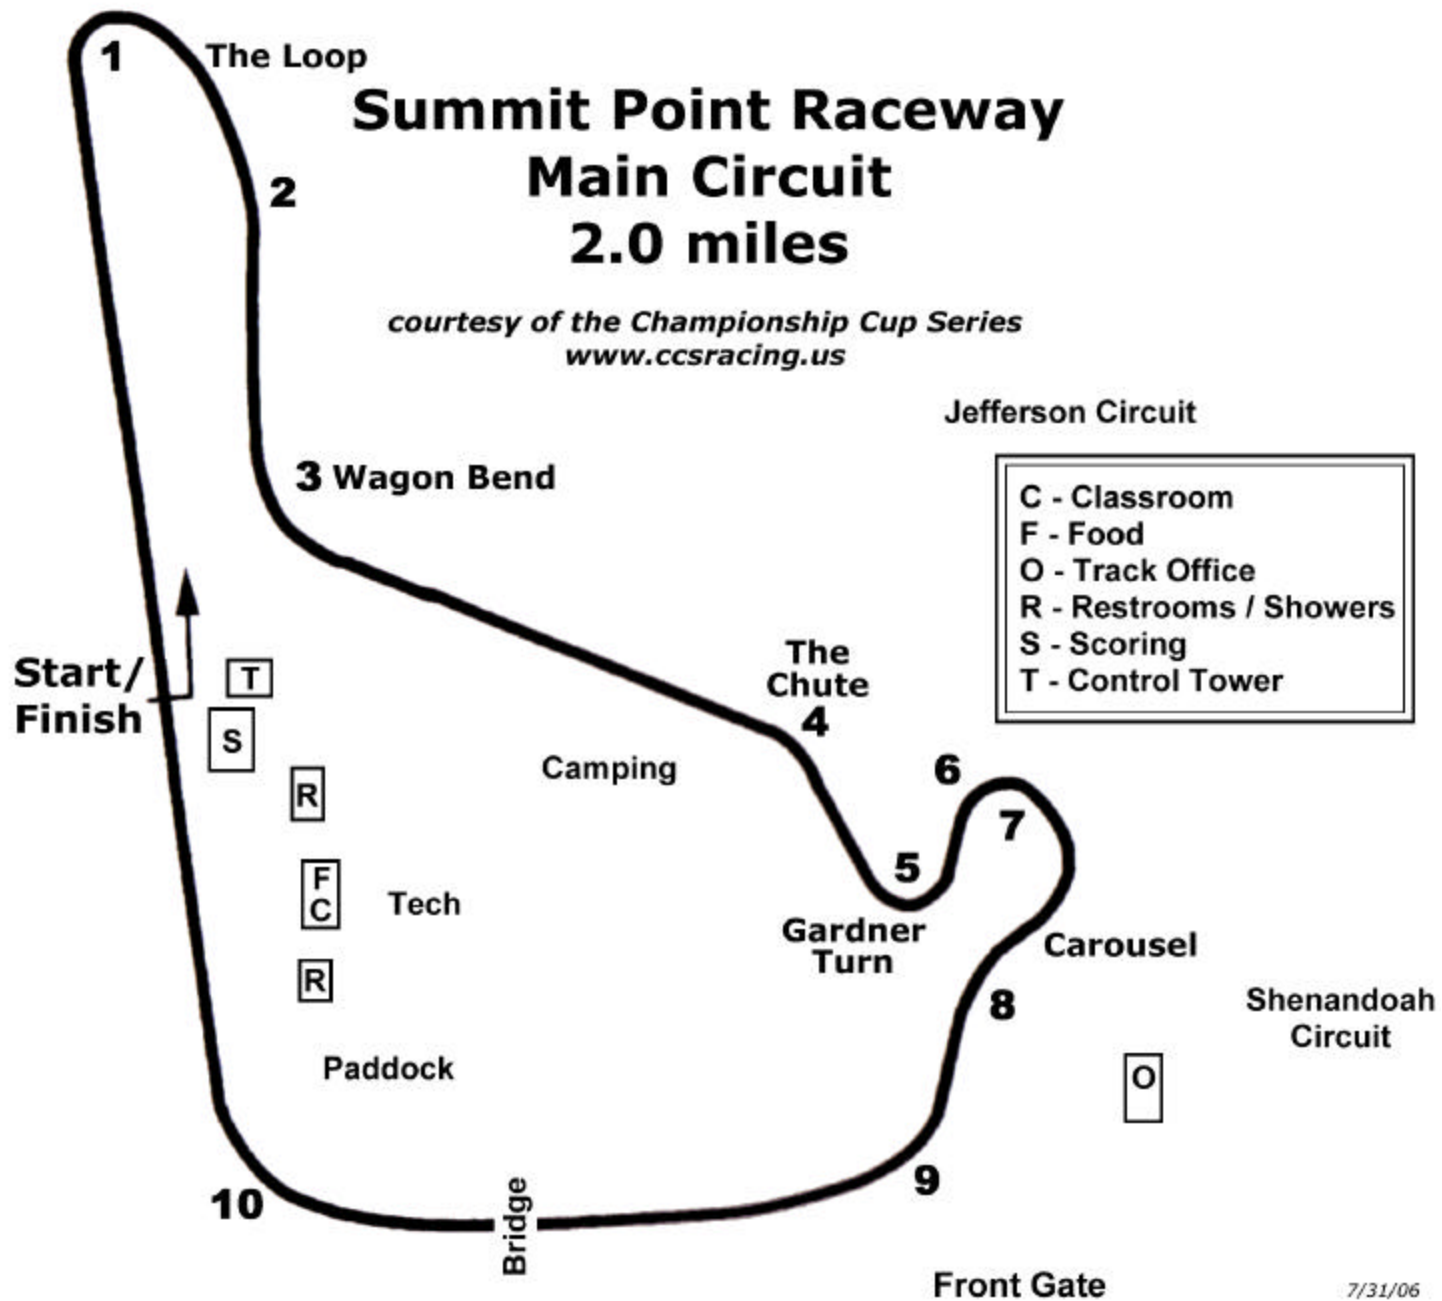 1
The Loop
Summit Point Raceway
Main Circuit
2.0 miles
2
courtesy of the Championship Cup Series
www.ccsracing.us
Jefferson Circuit
3 Wagon Bend
C - Classroom
F - Food
O - Track Office
R - Restrooms / Showers
S - Scoring
T - Control Tower
Start/
Finish
T
S
The
Chute
4
Camping
R
6
7
5
F
C
Tech
Gardner
Turn
Carousel
R
8
Shenandoah
Circuit
Paddock
O
9
10
Bridge
Front Gate
7/31/06